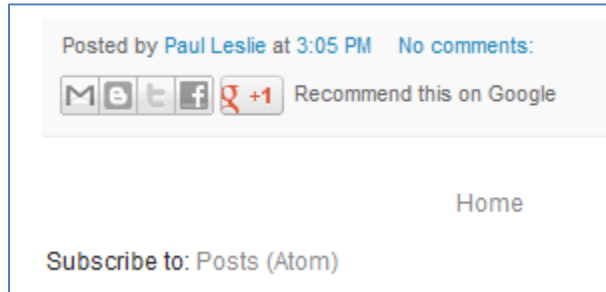 Posted by Paul Leslie at 3:05 PM No comments:
g +1 Recommend this on Google
Home
Subscribe to: Posts (Atom)